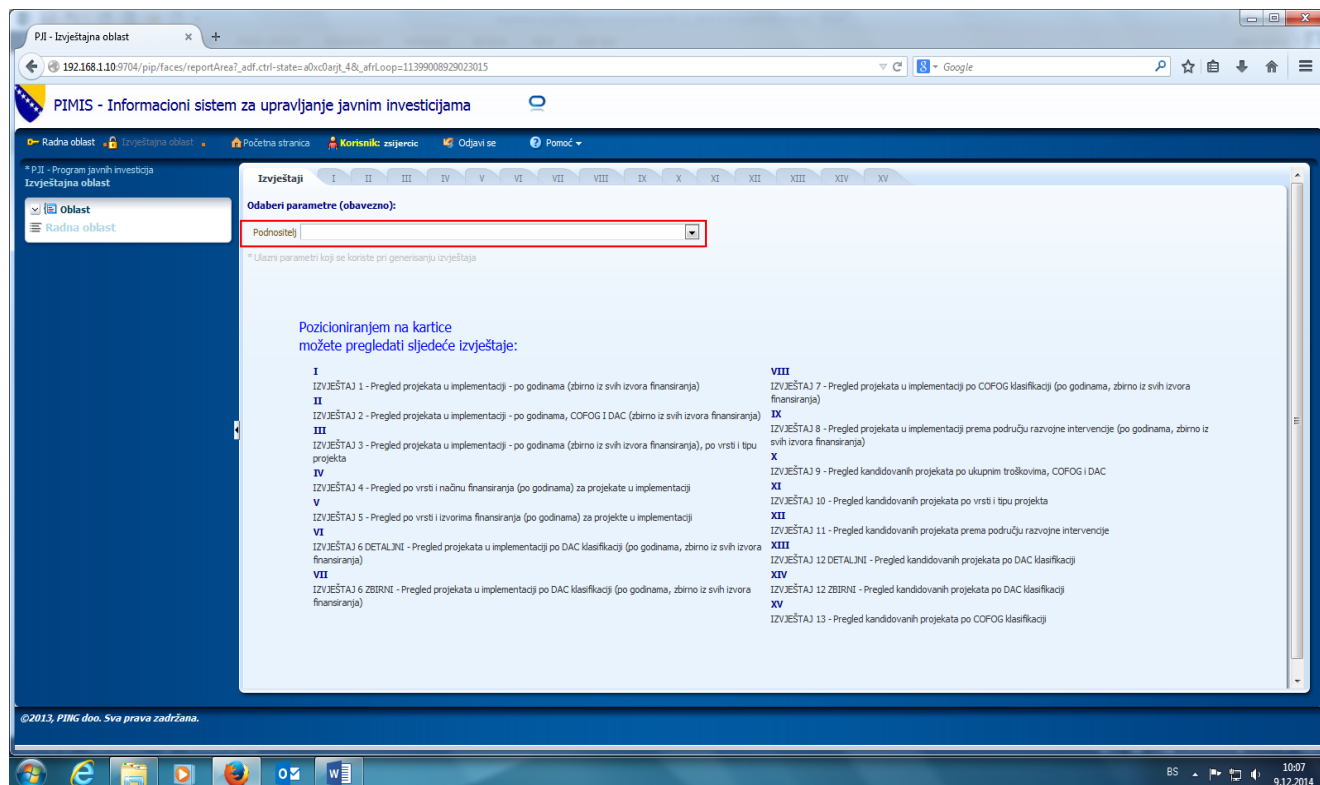 PJI - Izvještajna oblast
192.168.1.10:9704/pip/faces/reportArea?_adf.ctrl-state=a0xc0arjt_4&_afrLoop=11399008929023015
Google
PIMIS - Informacioni sistem za upravljanje javnim investicijama
Radna oblast Izvještajna oblast Početna stranica Korisnik: zsijercic Odjavi se Pomoć
*PJI - Program javnih investicija
Izvještajna oblast
Oblast
Radna oblast
Izvještaji I II III IV V VI VII VIII IX X XI XII XIII XIV XV
Odaberi parametre (obavezno):
Podnositelj
* Ulazni parametri koji se koriste pri generisanju izvještaja
Pozicioniranjem na kartice
možete pregledati sljedeće izvještaje:
I
IZVJEŠTAJ 1 - Pregled projekata u implementaciji - po godinama (zbirno iz svih izvora finansiranja)
II
IZVJEŠTAJ 2 - Pregled projekata u implementaciji - po godinama, COFOG I DAC (zbirno iz svih izvora finansiranja)
III
IZVJEŠTAJ 3 - Pregled projekata u implementaciji - po godinama (zbirno iz svih izvora finansiranja), po vrsti i tipu
projekta
IV
IZVJEŠTAJ 4 - Pregled po vrsti i načinu finansiranja (po godinama) za projekate u implementaciji
V
IZVJEŠTAJ 5 - Pregled po vrsti i izvorima finansiranja (po godinama) za projekte u implementaciji
VI
IZVJEŠTAJ 6 DETALJNI - Pregled projekata u implementaciji po DAC klasifikaciji (po godinama, zbirno iz svih izvora
finansiranja)
VII
IZVJEŠTAJ 6 ZBIRNI - Pregled projekata u implementaciji po DAC klasifikaciji (po godinama, zbirno iz svih izvora
finansiranja)
VIII
IZVJEŠTAJ 7 - Pregled projekata u implementaciji po COFOG klasifikaciji (po godinama, zbirno iz svih izvora
finansiranja)
IX
IZVJEŠTAJ 8 - Pregled projekata u implementaciji prema području razvojne intervencije (po godinama, zbirno iz
svih izvora finansiranja)
X
IZVJEŠTAJ 9 - Pregled kandidovanih projekata po ukupnim troškovima, COFOG i DAC
XI
IZVJEŠTAJ 10 - Pregled kandidovanih projekata po vrsti i tipu projekta
XII
IZVJEŠTAJ 11 - Pregled kandidovanih projekata prema području razvojne intervencije
XIII
IZVJEŠTAJ 12 DETALJNI - Pregled kandidovanih projekata po DAC klasifikaciji
XIV
IZVJEŠTAJ 12 ZBIRNI - Pregled kandidovanih projekata po DAC klasifikaciji
XV
IZVJEŠTAJ 13 - Pregled kandidovanih projekata po COFOG klasifikaciji
©2013, PING doo. Sva prava zadržana.
BS
10:07
9.12.2014